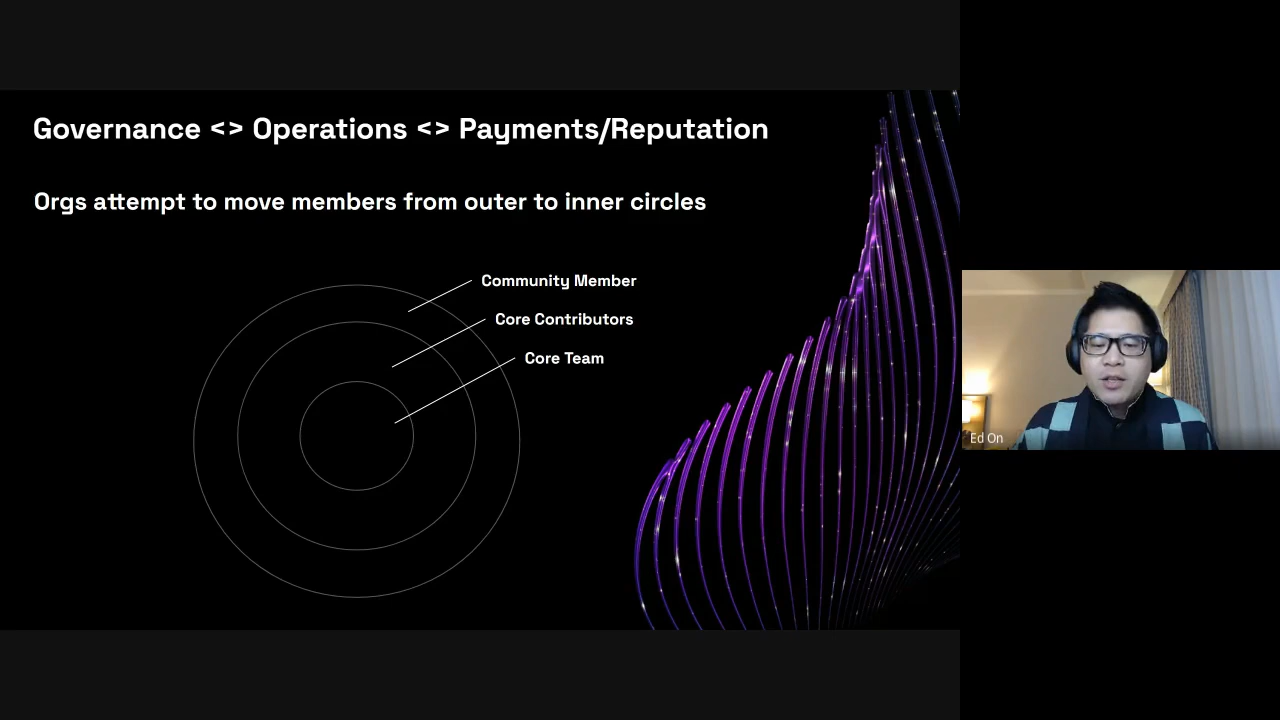 Governance <> Operations <> Payments/Reputation
Orgs attempt to move members from outer to inner circles
Community Member
Core Contributors
Core Team
Ed On